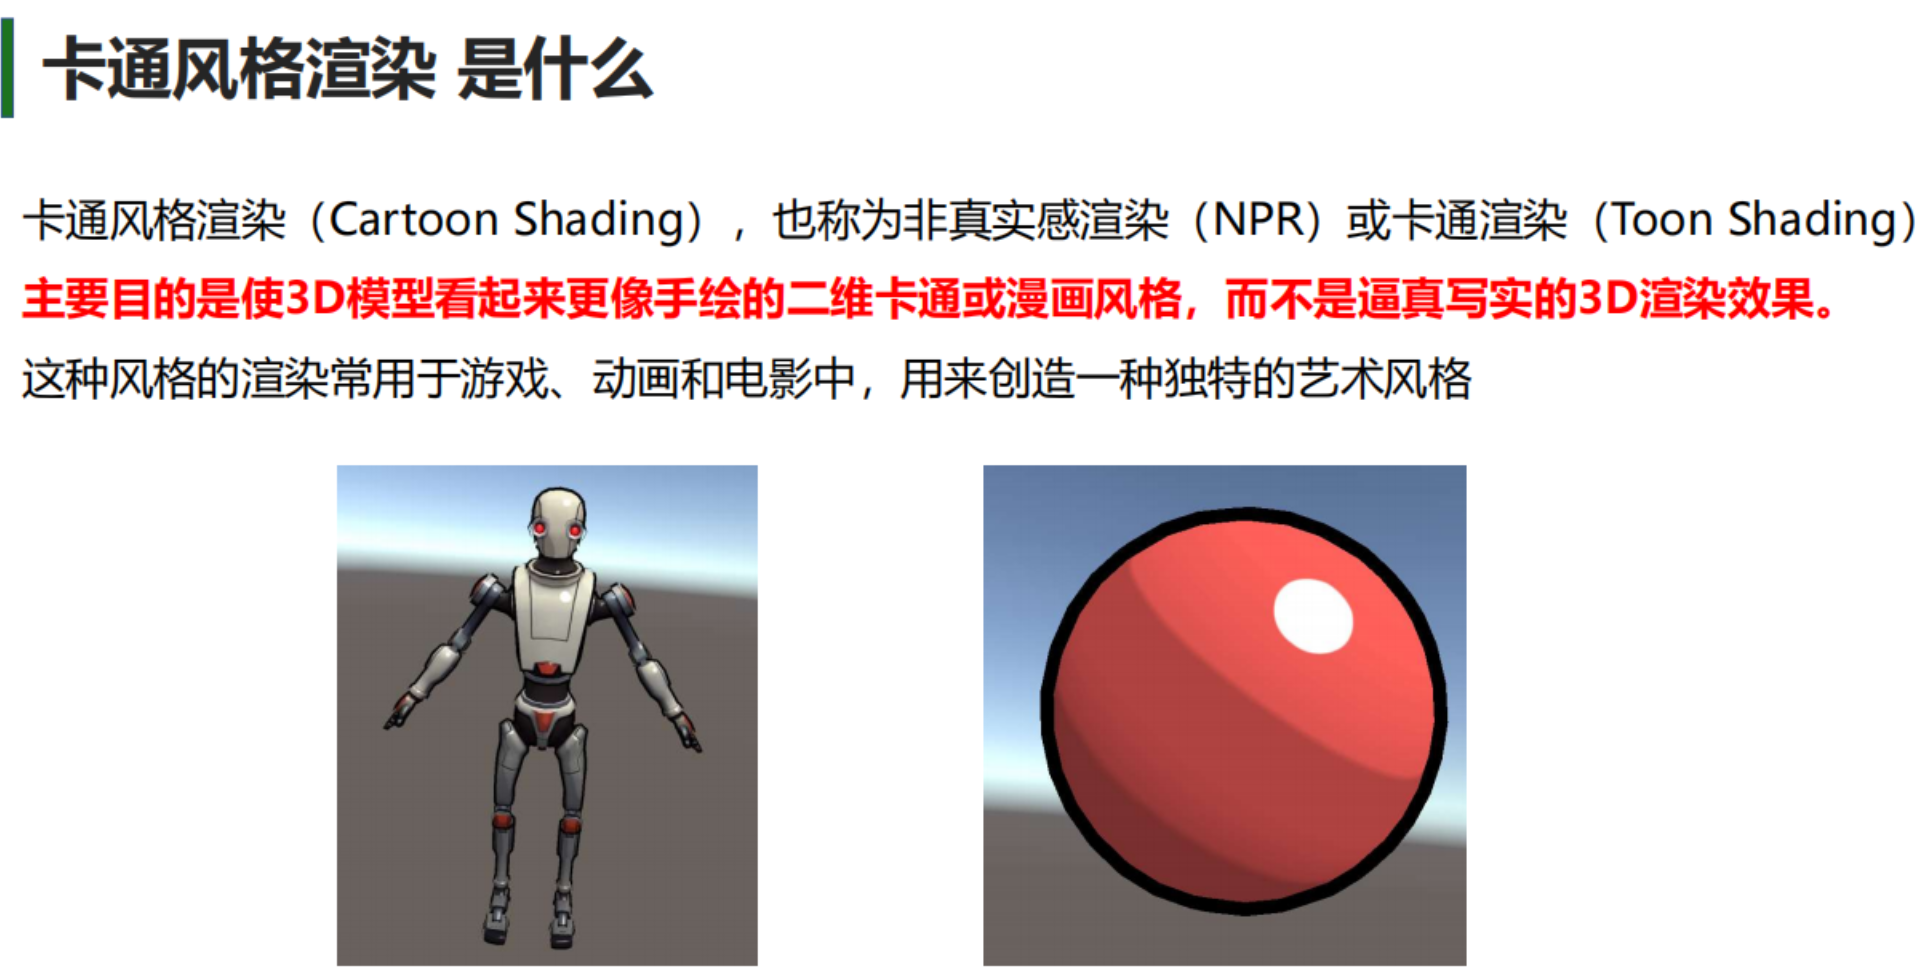 卡通风格渲染 是什么
卡通风格渲染（Cartoon Shading），也称为非真实感渲染（NPR）或卡通渲染（Toon Shading）
主要目的是使3D模型看起来更像手绘的二维卡通或漫画风格，而不是逼真写实的3D渲染效果。
这种风格的渲染常用于游戏、动画和电影中，用来创造一种独特的艺术风格